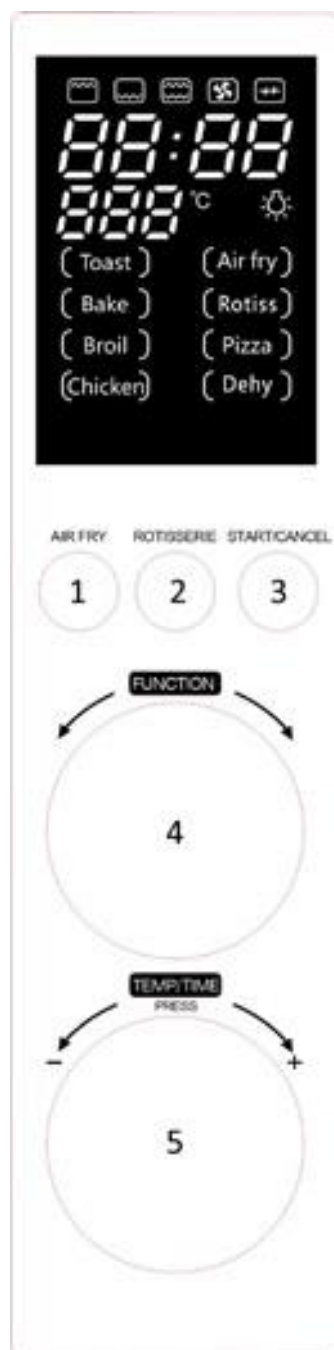 88:88
888 °C
( Toast ) ( Air fry )
( Bake ) ( Rotiss )
( Broil ) ( Pizza )
(Chicken) ( Dehy )
AIR FRY ROTISSERIE START/CANCEL
1 2 3
FUNCTION
4
TEMP/TIME
PRESS
- +
5